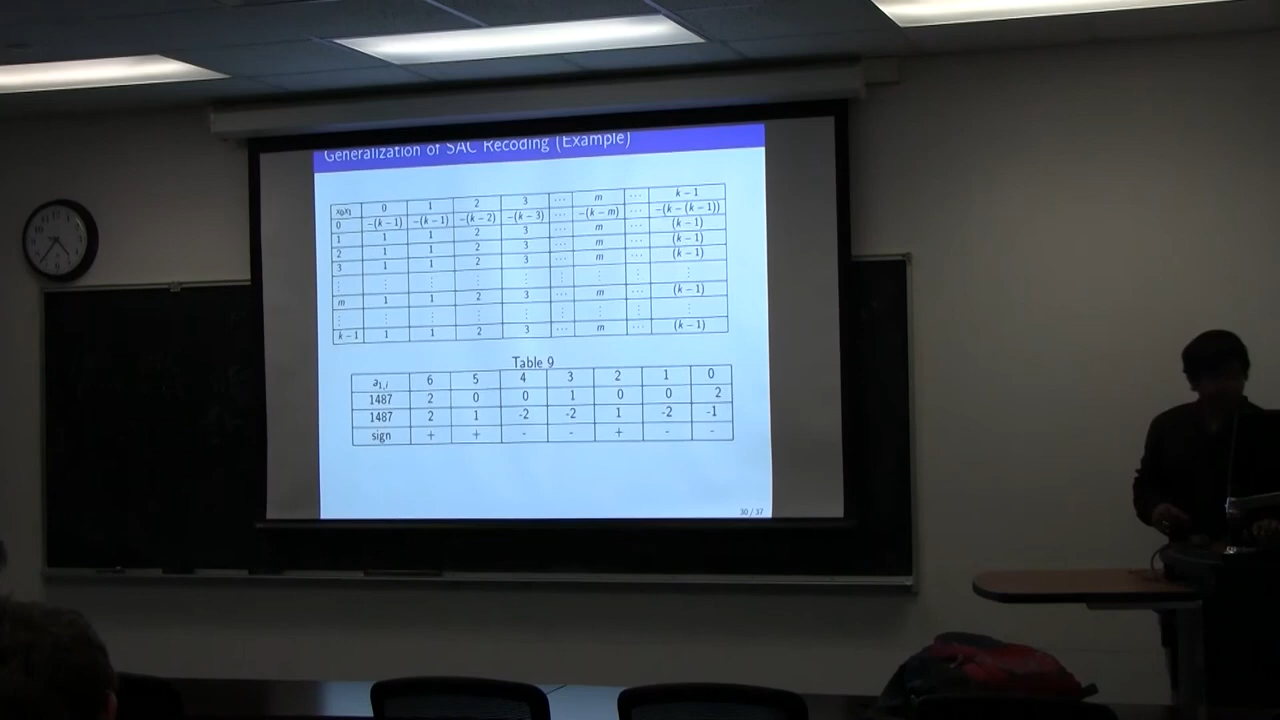 Generalization of SAC Recoding (Example)
x₀x₁ 0 1 2 3 ⋯ m ⋯ k − 1
0 −(k − 1) −(k − 1) −(k − 2) −(k − 3) ⋯ −(k − m) ⋯ −(k − (k − 1))
1 1 1 2 3 ⋯ m ⋯ (k − 1)
2 1 1 2 3 ⋯ m ⋯ (k − 1)
3 1 1 2 3 ⋯ m ⋯ (k − 1)
⋮ ⋮ ⋮ ⋮ ⋮ ⋮ ⋮ ⋮ ⋮
m 1 1 2 3 ⋯ m ⋯ (k − 1)
⋮ ⋮ ⋮ ⋮ ⋮ ⋮ ⋮ ⋮ ⋮
k − 1 1 1 2 3 ⋯ m ⋯ (k − 1)
Table 9
a₁,ᵢ 6 5 4 3 2 1 0
1487 2 0 0 1 0 0 2
1487 2 1 -2 -2 1 -2 -1
sign + + - - + - -
30 / 37